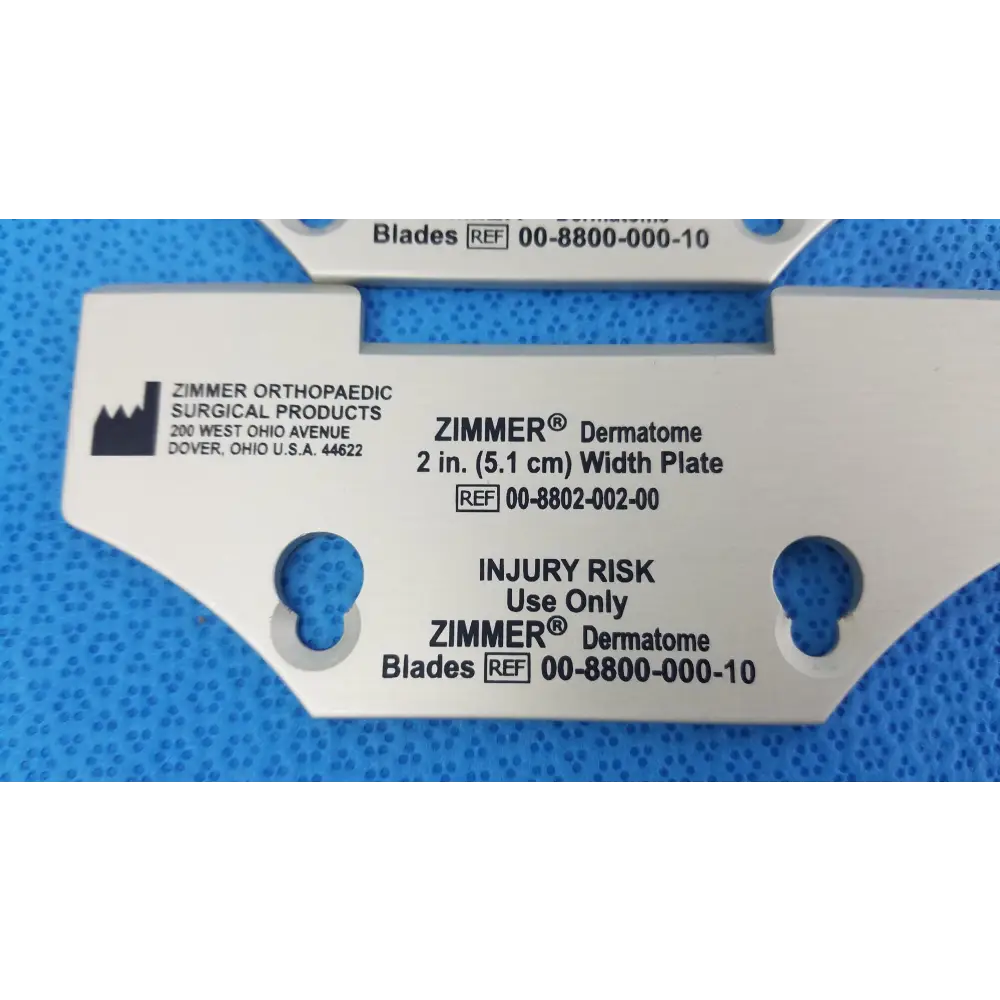 Dermatome
Blades REF 00-8800-000-10
ZIMMER ORTHOPAEDIC
SURGICAL PRODUCTS
200 WEST OHIO AVENUE
DOVER, OHIO U.S.A. 44622
ZIMMER® Dermatome
2 in. (5.1 cm) Width Plate
REF 00-8802-002-00
INJURY RISK
Use Only
ZIMMER® Dermatome
Blades REF 00-8800-000-10